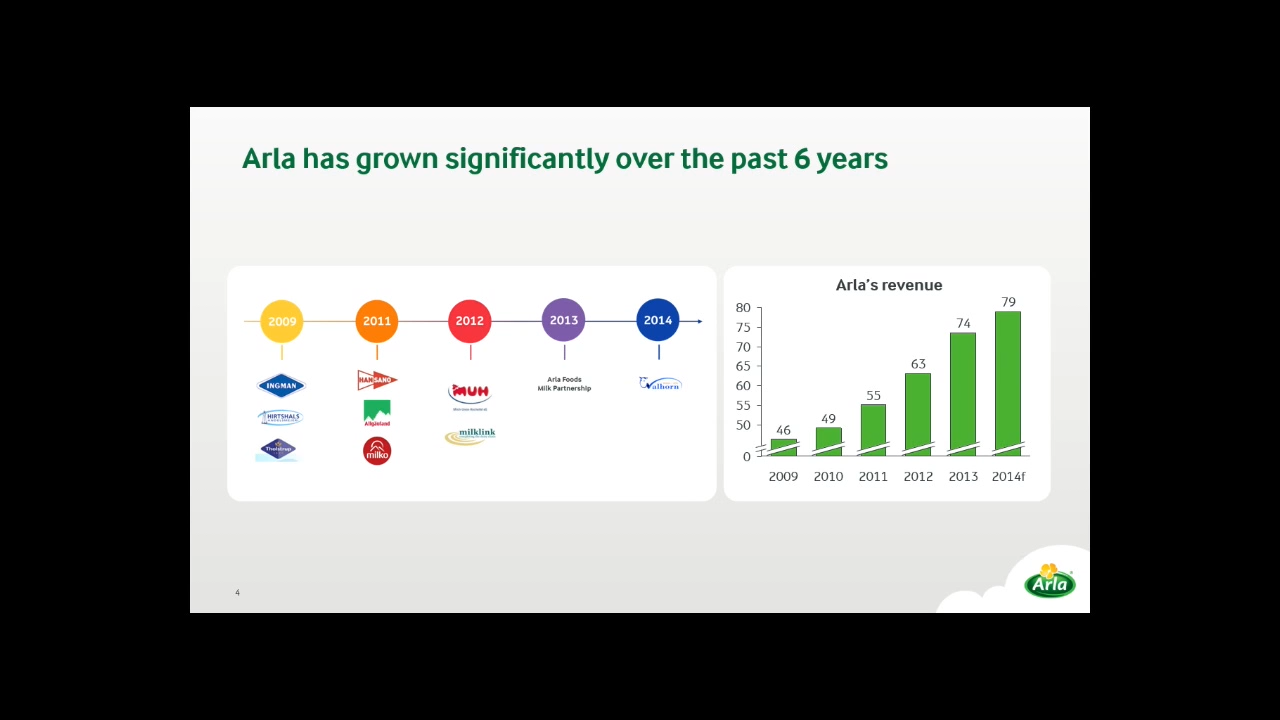 Arla has grown significantly over the past 6 years
2009
2011
2012
2013
2014
INGMAN
HIRTSHALS
Tholstrup
HANSANO
Allgäuland
milko
MUH
milklink
Arla Foods
Milk Partnership
Walhorn
Arla's revenue
80
75
70
65
60
55
50
0
46
49
55
63
74
79
2009
2010
2011
2012
2013
2014f
4
Arla